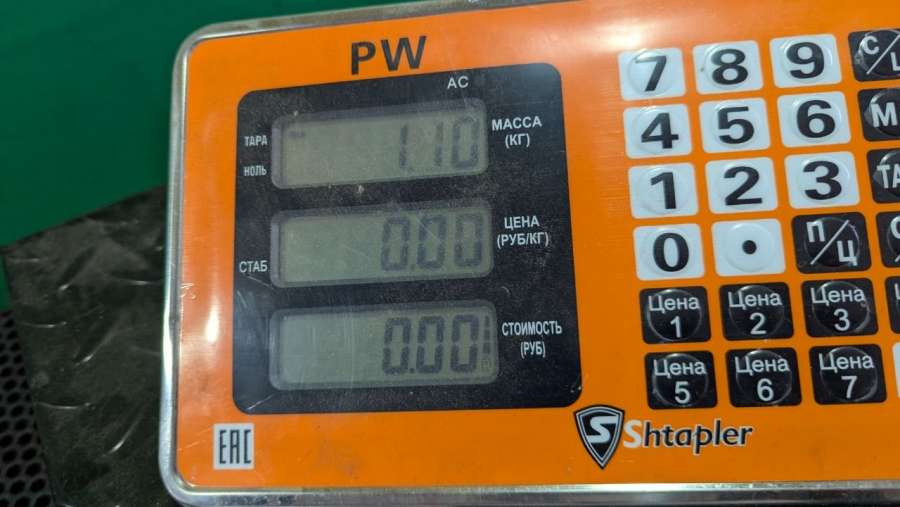 PW
AC
ТАРА
1.10
МАССА
(КГ)
НОЛЬ
0.00
ЦЕНА
(РУБ/КГ)
СТАБ
0.00
СТОИМОСТЬ
(РУБ)
7 8 9
4 5 6
1 2 3
0 • П/Ц
Цена 1 Цена 2 Цена 3
Цена 5 Цена 6 Цена 7
EAC
Shtapler